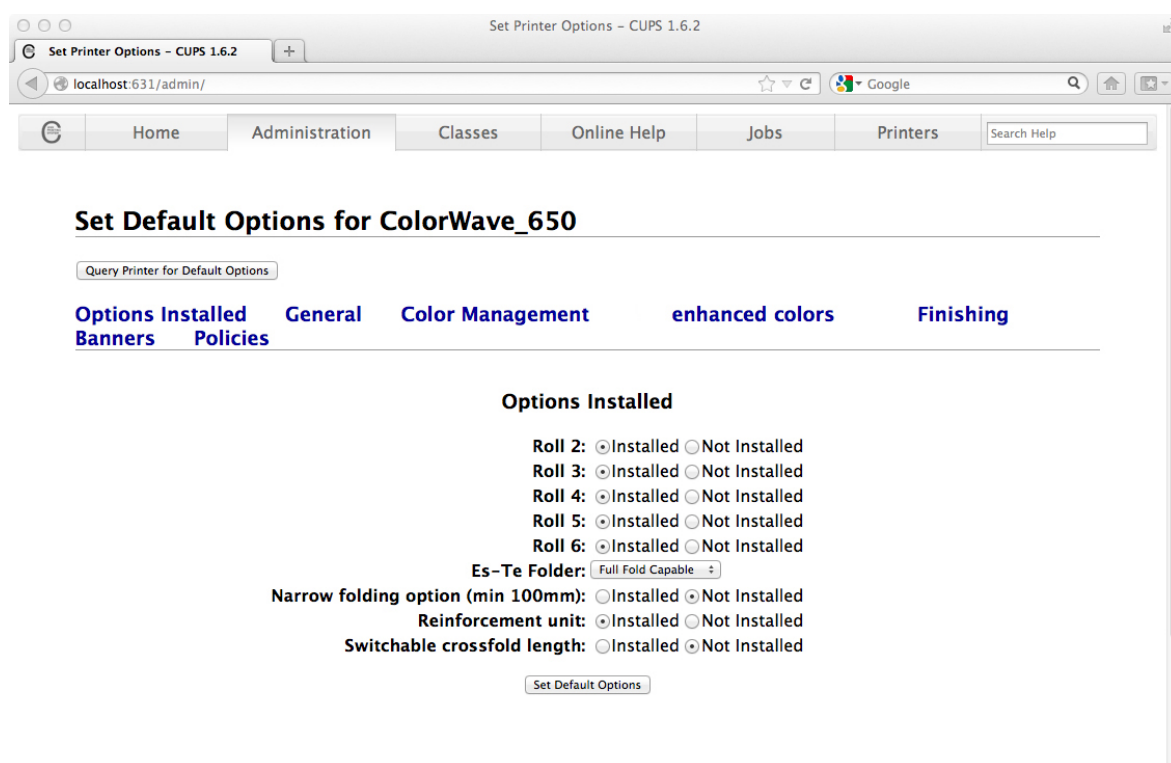 Set Printer Options – CUPS 1.6.2
Set Printer Options – CUPS 1.6.2
localhost:631/admin/ Google
Home Administration Classes Online Help Jobs Printers Search Help
Set Default Options for ColorWave_650
Query Printer for Default Options
Options Installed General Color Management enhanced colors Finishing
Banners Policies
Options Installed
Roll 2: Installed Not Installed
Roll 3: Installed Not Installed
Roll 4: Installed Not Installed
Roll 5: Installed Not Installed
Roll 6: Installed Not Installed
Es-Te Folder: Full Fold Capable
Narrow folding option (min 100mm): Installed Not Installed
Reinforcement unit: Installed Not Installed
Switchable crossfold length: Installed Not Installed
Set Default Options